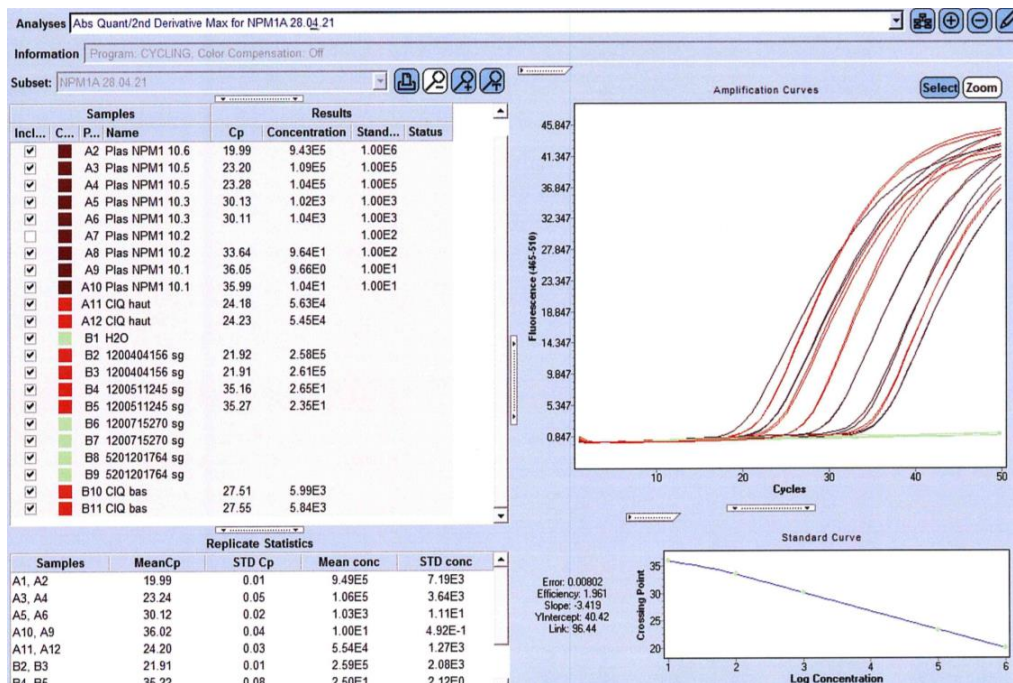 Analyses Abs Quant/2nd Derivative Max for NPM1A 28.04.21
Information Program: CYCLING, Color Compensation: Off
Subset: NPM1A 28.04.21
Samples Results
Incl... C... P... Name Cp Concentration Stand... Status
A2 Plas NPM1 10.6 19.99 9.43E5 1.00E6
A3 Plas NPM1 10.5 23.20 1.09E5 1.00E5
A4 Plas NPM1 10.5 23.28 1.04E5 1.00E5
A5 Plas NPM1 10.3 30.13 1.02E3 1.00E3
A6 Plas NPM1 10.3 30.11 1.04E3 1.00E3
A7 Plas NPM1 10.2 1.00E2
A8 Plas NPM1 10.2 33.64 9.64E1 1.00E2
A9 Plas NPM1 10.1 36.05 9.66E0 1.00E1
A10 Plas NPM1 10.1 35.99 1.04E1 1.00E1
A11 CIQ haut 24.18 5.63E4
A12 CIQ haut 24.23 5.45E4
B1 H2O
B2 1200404156 sg 21.92 2.58E5
B3 1200404156 sg 21.91 2.61E5
B4 1200511245 sg 35.16 2.65E1
B5 1200511245 sg 35.27 2.35E1
B6 1200715270 sg
B7 1200715270 sg
B8 5201201764 sg
B9 5201201764 sg
B10 CIQ bas 27.51 5.99E3
B11 CIQ bas 27.55 5.84E3
Replicate Statistics
Samples MeanCp STD Cp Mean conc STD conc
A1, A2 19.99 0.01 9.49E5 7.19E3
A3, A4 23.24 0.05 1.06E5 3.64E3
A5, A6 30.12 0.02 1.03E3 1.11E1
A10, A9 36.02 0.04 1.00E1 4.92E-1
A11, A12 24.20 0.03 5.54E4 1.27E3
B2, B3 21.91 0.01 2.59E5 2.08E3
B4, B5 35.22 0.08 2.50E1 2.12E0
Amplification Curves
Select Zoom
Fluorescence (465-510)
45.847
41.347
36.847
32.347
27.847
23.347
18.847
14.347
9.847
5.347
0.847
10 20 30 40 50
Cycles
Standard Curve
Error: 0.00802
Efficiency: 1.961
Slope: -3.419
YIntercept: 40.42
Link: 96.44
Crossing Point
35
30
25
20
1 2 3 4 5 6
Log Concentration